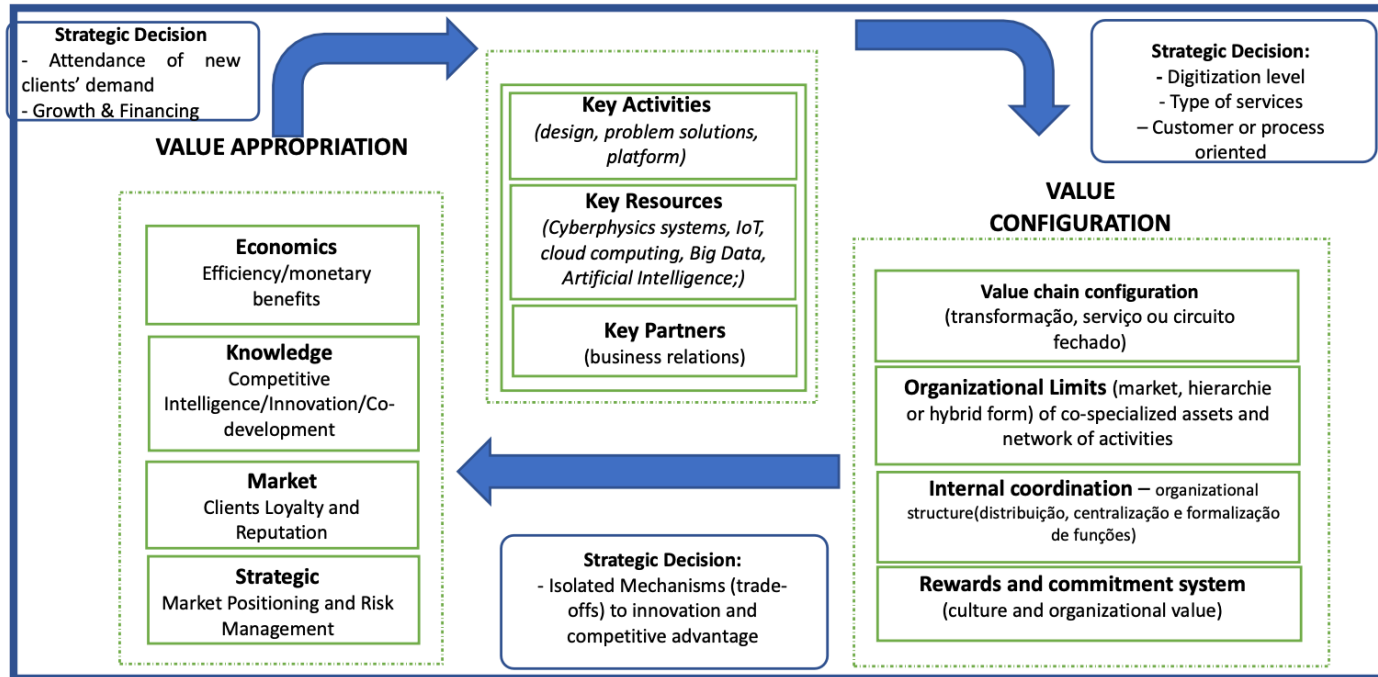 Strategic Decision
- Attendance of new
clients’ demand
- Growth & Financing
VALUE APPROPRIATION
Economics
Efficiency/monetary
benefits
Knowledge
Competitive
Intelligence/Innovation/Co-
development
Market
Clients Loyalty and
Reputation
Strategic
Market Positioning and Risk
Management
Key Activities
(design, problem solutions,
platform)
Key Resources
(Cyberphysics systems, IoT,
cloud computing, Big Data,
Artificial Intelligence;)
Key Partners
(business relations)
Strategic Decision:
- Digitization level
- Type of services
– Customer or process
oriented
VALUE
CONFIGURATION
Value chain configuration
(transformação, serviço ou circuito
fechado)
Organizational Limits (market, hierarchie
or hybrid form) of co-specialized assets and
network of activities
Internal coordination – organizational
structure(distribuição, centralização e formalização
de funções)
Rewards and commitment system
(culture and organizational value)
Strategic Decision:
- Isolated Mechanisms (trade-
offs) to innovation and
competitive advantage